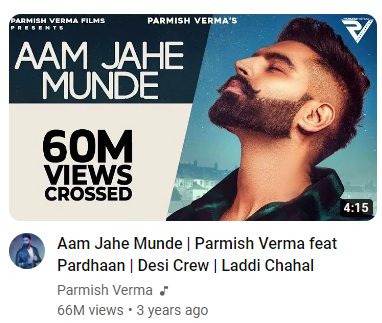 PARMISH VERMA FILMS
PRESENTS
PARMISH VERMA'S
AAM JAHE
MUNDE
60M
VIEWS
CROSSED
4:15
Aam Jahe Munde | Parmish Verma feat
Pardhaan | Desi Crew | Laddi Chahal
Parmish Verma
66M views • 3 years ago